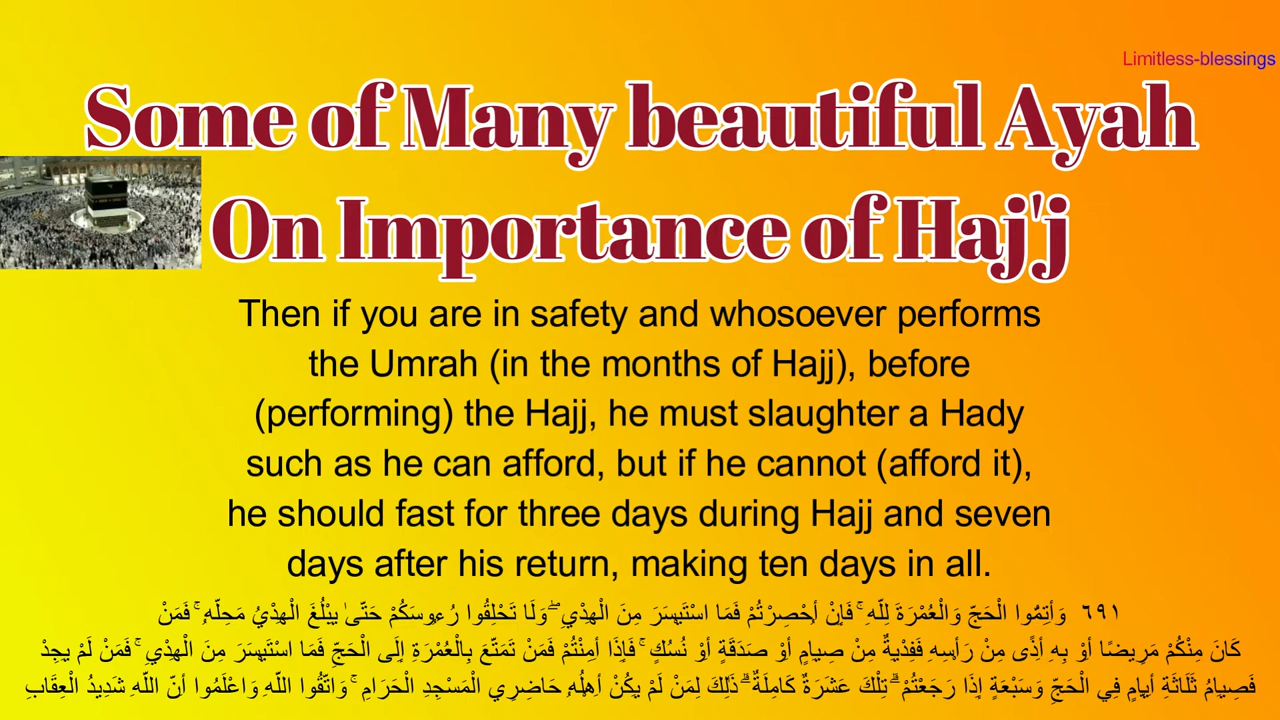 Limitless-blessings
Some of Many beautiful Ayah
On Importance of Haj'j
Then if you are in safety and whosoever performs
the Umrah (in the months of Hajj), before
(performing) the Hajj, he must slaughter a Hady
such as he can afford, but if he cannot (afford it),
he should fast for three days during Hajj and seven
days after his return, making ten days in all.
٦٩١ وَأَتِمُّوا الْحَجَّ وَالْعُمْرَةَ لِلَّهِ ۚ فَإِنْ أُحْصِرْتُمْ فَمَا اسْتَيْسَرَ مِنَ الْهَدْيِ ۖ وَلَا تَحْلِقُوا رُءُوسَكُمْ حَتَّىٰ يَبْلُغَ الْهَدْيُ مَحِلَّهُ ۚ فَمَنْ
كَانَ مِنْكُمْ مَرِيضًا أَوْ بِهِ أَذًى مِنْ رَأْسِهِ فَفِدْيَةٌ مِنْ صِيَامٍ أَوْ صَدَقَةٍ أَوْ نُسُكٍ ۚ فَإِذَا أَمِنْتُمْ فَمَنْ تَمَتَّعَ بِالْعُمْرَةِ إِلَى الْحَجِّ فَمَا اسْتَيْسَرَ مِنَ الْهَدْيِ ۚ فَمَنْ لَمْ يَجِدْ
فَصِيَامُ ثَلَاثَةِ أَيَّامٍ فِي الْحَجِّ وَسَبْعَةٍ إِذَا رَجَعْتُمْ ۗ تِلْكَ عَشَرَةٌ كَامِلَةٌ ۗ ذَٰلِكَ لِمَنْ لَمْ يَكُنْ أَهْلُهُ حَاضِرِي الْمَسْجِدِ الْحَرَامِ ۚ وَاتَّقُوا اللَّهَ وَاعْلَمُوا أَنَّ اللَّهَ شَدِيدُ الْعِقَابِ